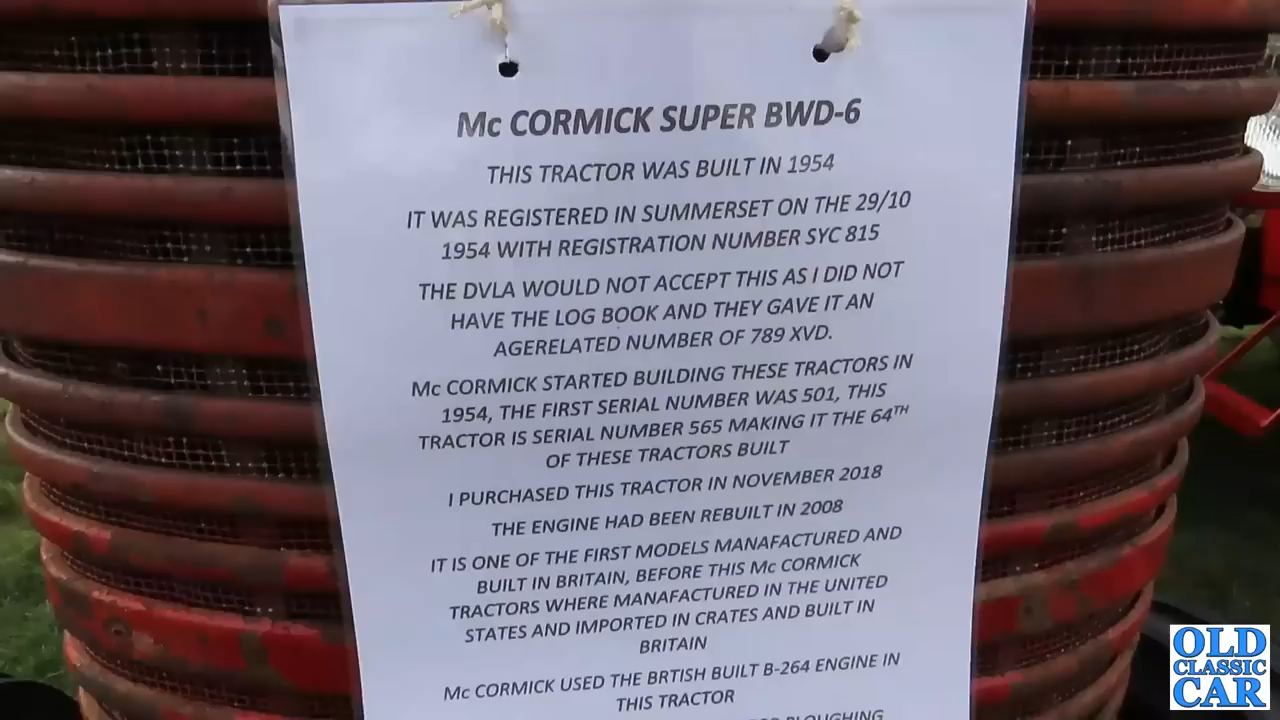 Mc CORMICK SUPER BWD-6
THIS TRACTOR WAS BUILT IN 1954
IT WAS REGISTERED IN SUMMERSET ON THE 29/10
1954 WITH REGISTRATION NUMBER SYC 815
THE DVLA WOULD NOT ACCEPT THIS AS I DID NOT
HAVE THE LOG BOOK AND THEY GAVE IT AN
AGERELATED NUMBER OF 789 XVD.
Mc CORMICK STARTED BUILDING THESE TRACTORS IN
1954, THE FIRST SERIAL NUMBER WAS 501, THIS
TRACTOR IS SERIAL NUMBER 565 MAKING IT THE 64TH
OF THESE TRACTORS BUILT
I PURCHASED THIS TRACTOR IN NOVEMBER 2018
THE ENGINE HAD BEEN REBUILT IN 2008
IT IS ONE OF THE FIRST MODELS MANAFACTURED AND
BUILT IN BRITAIN, BEFORE THIS Mc CORMICK
TRACTORS WHERE MANAFACTURED IN THE UNITED
STATES AND IMPORTED IN CRATES AND BUILT IN
BRITAIN
Mc CORMICK USED THE BRTISH BUILT B-264 ENGINE IN
THIS TRACTOR
PLOUGHING
OLD
CLASSIC
CAR